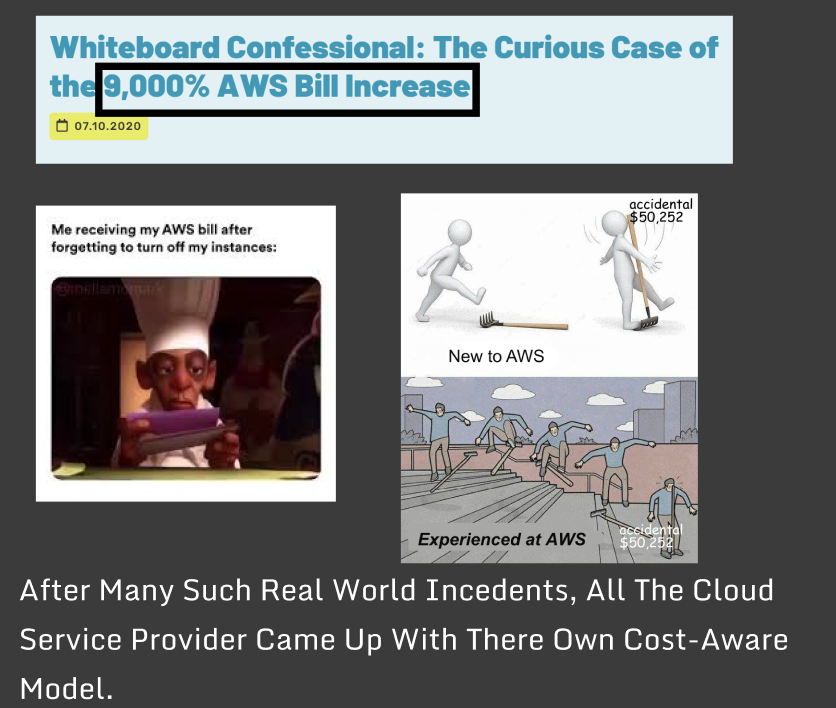 Whiteboard Confessional: The Curious Case of
the 9,000% AWS Bill Increase
07.10.2020
Me receiving my AWS bill after
forgetting to turn off my instances:
accidental
$50,252
New to AWS
Experienced at AWS
accidental
$50,252
After Many Such Real World Incedents, All The Cloud
Service Provider Came Up With There Own Cost-Aware
Model.